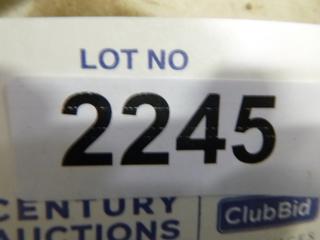 LOT NO
2245
CENTURY
AUCTIONS
ClubBid